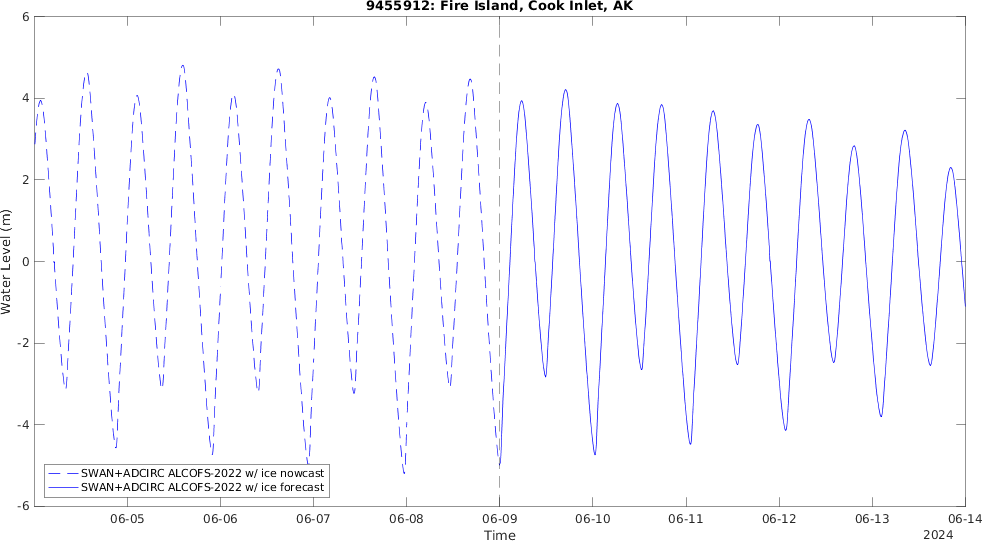 9455912: Fire Island, Cook Inlet, AK
6
4
2
0
-2
-4
-6
Water Level (m)
SWAN+ADCIRC ALCOFS-2022 w/ ice nowcast
SWAN+ADCIRC ALCOFS-2022 w/ ice forecast
06-05 06-06 06-07 06-08 06-09 06-10 06-11 06-12 06-13 06-14
Time
2024